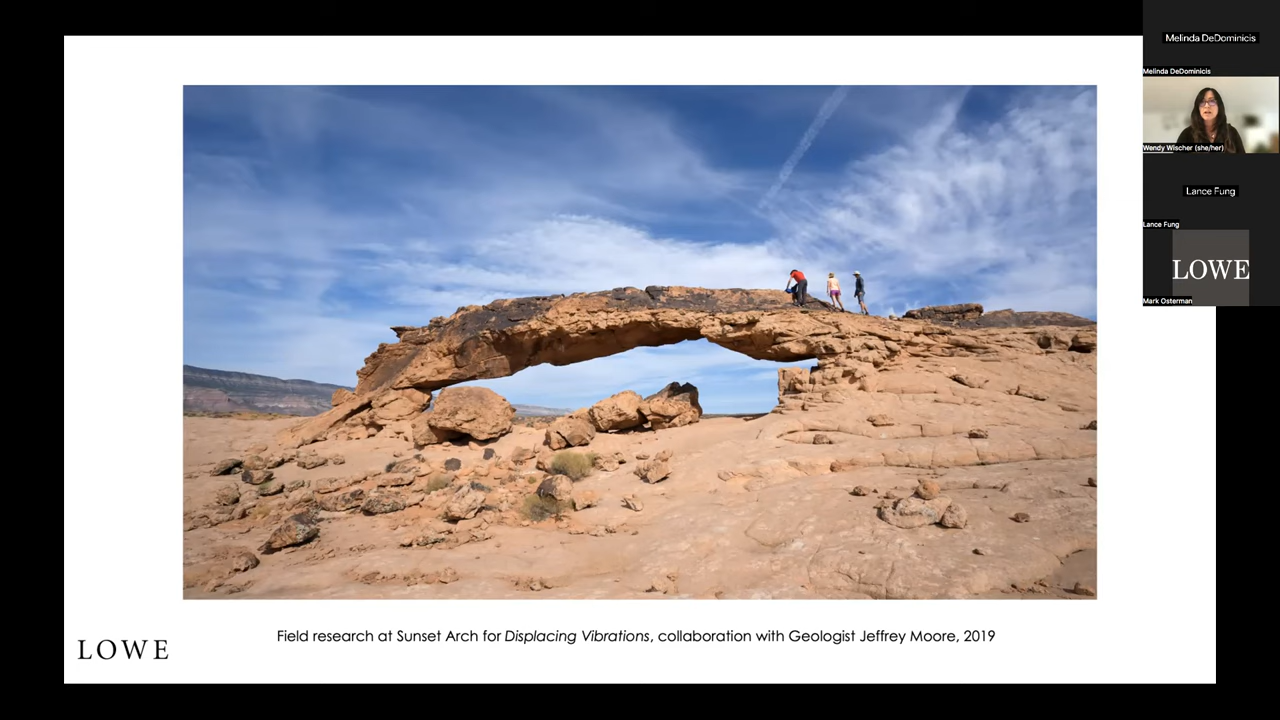 Melinda DeDominicis
Melinda DeDominicis
Wendy Wischer (she/her)
Lance Fung
Lance Fung
LOWE
Mark Osterman
Field research at Sunset Arch for Displacing Vibrations, collaboration with Geologist Jeffrey Moore, 2019
LOWE